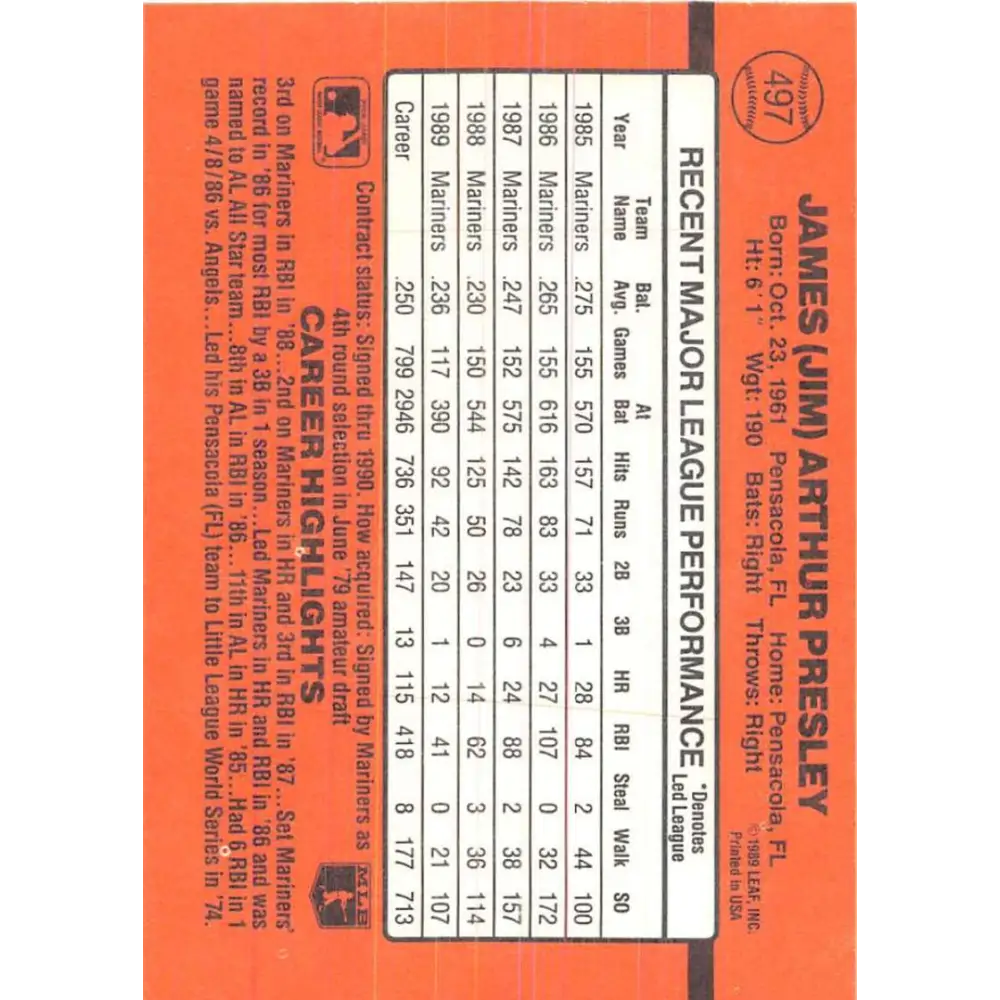 497
JAMES (JIM) ARTHUR PRESLEY
Born: Oct. 23, 1961 Pensacola, FL Home: Pensacola, FL
Ht: 6'1" Wgt: 190 Bats: Right Throws: Right
© 1989 LEAF, INC.
Printed in USA
RECENT MAJOR LEAGUE PERFORMANCE
*Denotes
Led League
Year Team Name Bat. Avg. Games At Bat Hits Runs 2B 3B HR RBI Steal Walk SO
1985 Mariners .275 155 570 157 71 33 1 28 84 2 44 100
1986 Mariners .265 155 616 163 83 33 4 27 107 0 32 172
1987 Mariners .247 152 575 142 78 23 6 24 88 2 38 157
1988 Mariners .230 150 544 125 50 26 0 14 62 3 36 114
1989 Mariners .236 117 390 92 42 20 1 12 41 0 21 107
Career .250 799 2946 736 351 147 13 115 418 8 177 713
Contract status: Signed thru 1990. How acquired: Signed by Mariners as
4th round selection in June '79 amateur draft
CAREER HIGHLIGHTS
MLB
3rd on Mariners in RBI in '88...2nd on Mariners in HR and 3rd in RBI in '87...Set Mariners'
record in '86 for most RBI by a 3B in 1 season...Led Mariners in HR and RBI in '86 and was
named to AL All Star team...8th in AL in RBI in '86...11th in AL in HR in '85...Had 6 RBI in 1
game 4/8/86 vs. Angels...Led his Pensacola (FL) team to Little League World Series in '74.